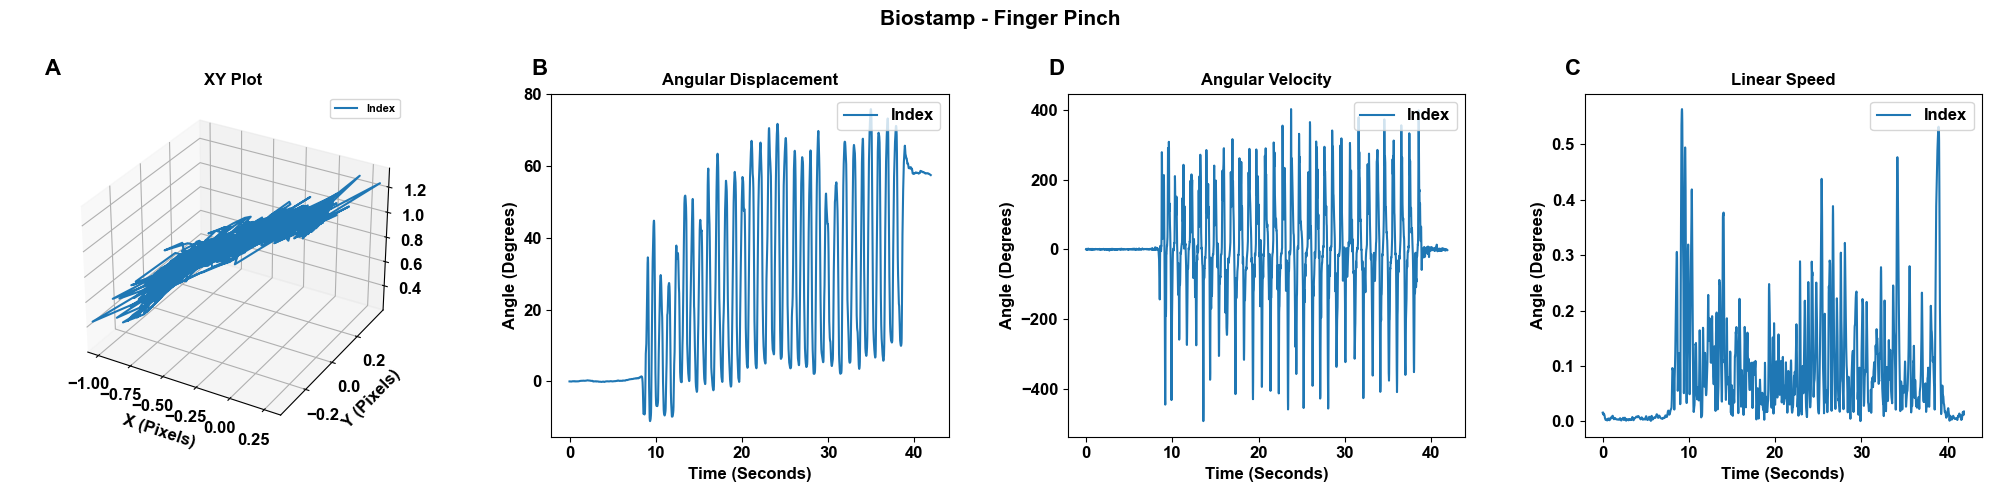 Biostamp - Finger Pinch
A
XY Plot
Index
1.2
1.0
0.8
0.6
0.4
0.2
0.0
−0.2
Y (Pixels)
−1.00
−0.75
−0.50
−0.25
0.00
0.25
X (Pixels)
B
Angular Displacement
Index
80
60
40
20
0
Angle (Degrees)
0 10 20 30 40
Time (Seconds)
D
Angular Velocity
Index
400
200
0
−200
−400
Angle (Degrees)
0 10 20 30 40
Time (Seconds)
C
Linear Speed
Index
0.5
0.4
0.3
0.2
0.1
0.0
Angle (Degrees)
0 10 20 30 40
Time (Seconds)